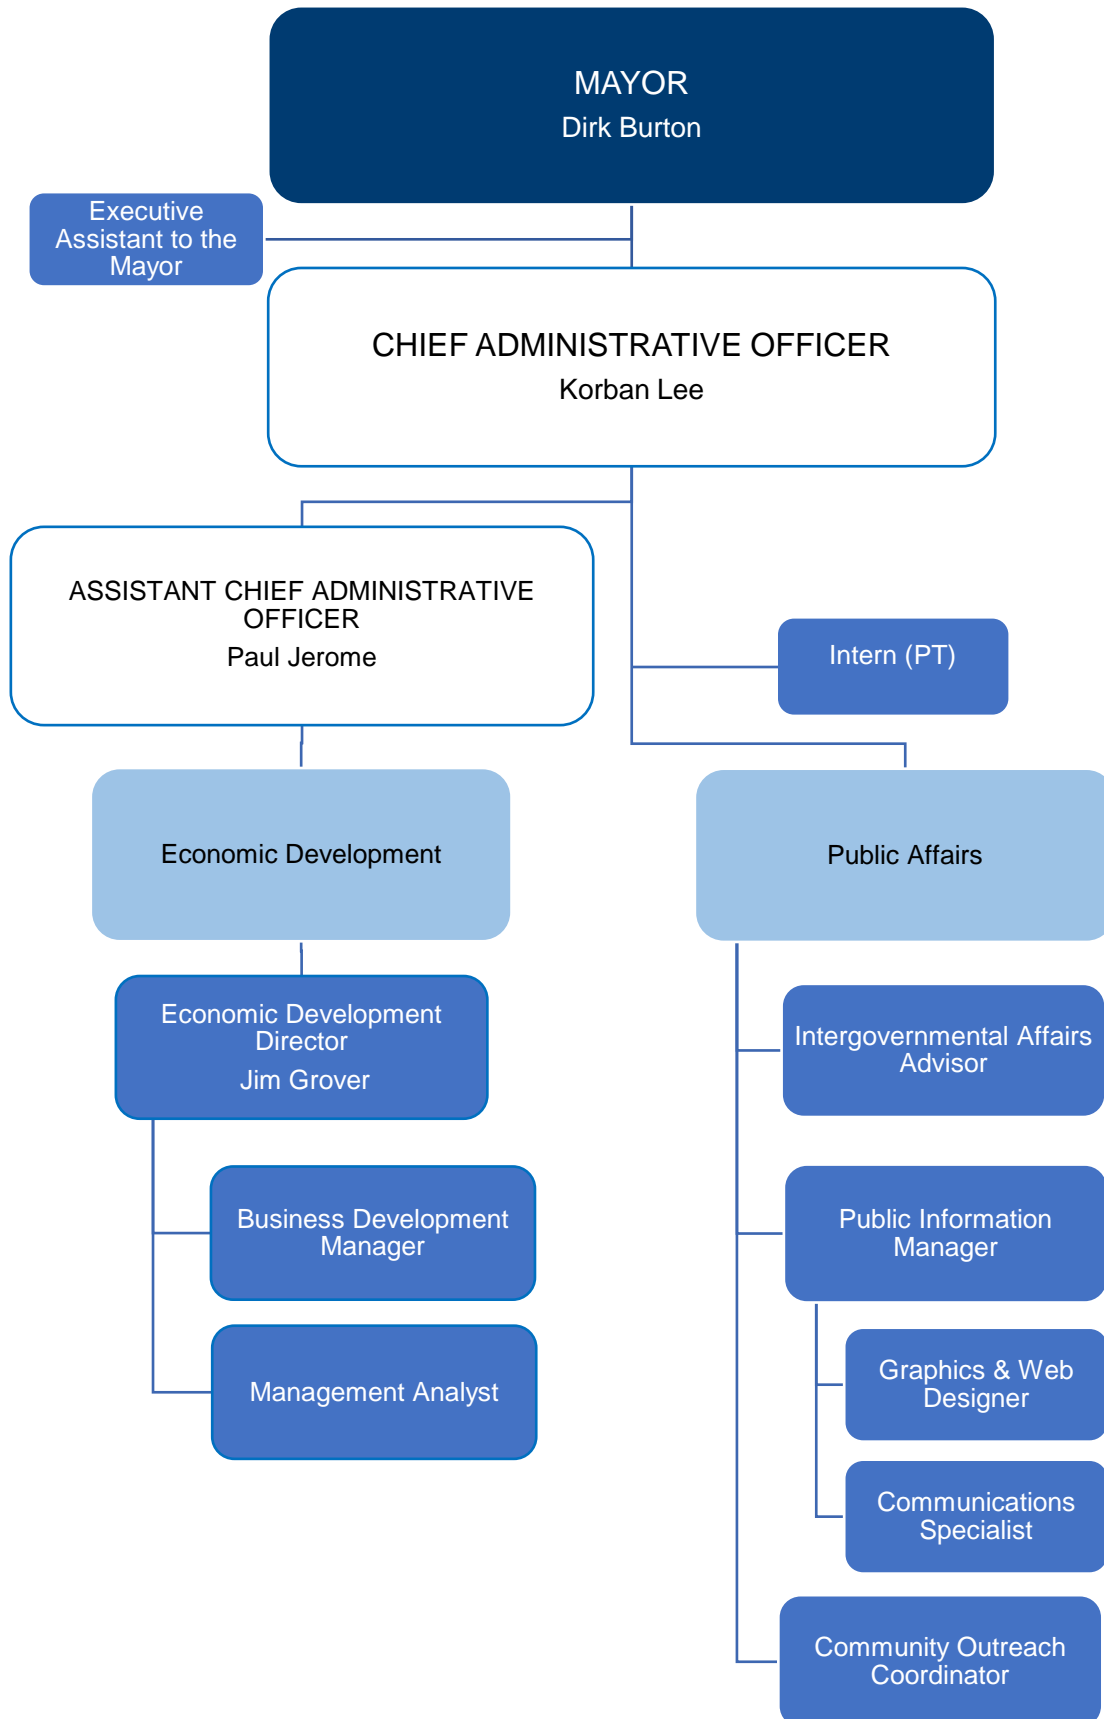 MAYOR
Dirk Burton
Executive
Assistant to the
Mayor
CHIEF ADMINISTRATIVE OFFICER
Korban Lee
ASSISTANT CHIEF ADMINISTRATIVE
OFFICER
Paul Jerome
Intern (PT)
Economic Development
Public Affairs
Economic Development
Director
Jim Grover
Business Development
Manager
Management Analyst
Intergovernmental Affairs
Advisor
Public Information
Manager
Graphics & Web
Designer
Communications
Specialist
Community Outreach
Coordinator